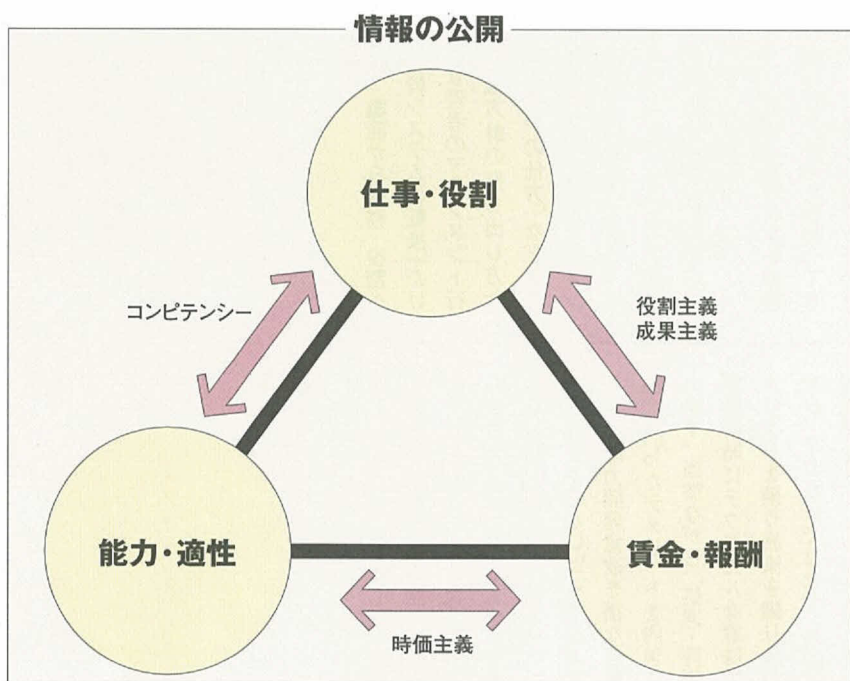 情報の公開
仕事・役割
コンピテンシー
役割主義
成果主義
能力・適性
賃金・報酬
時価主義